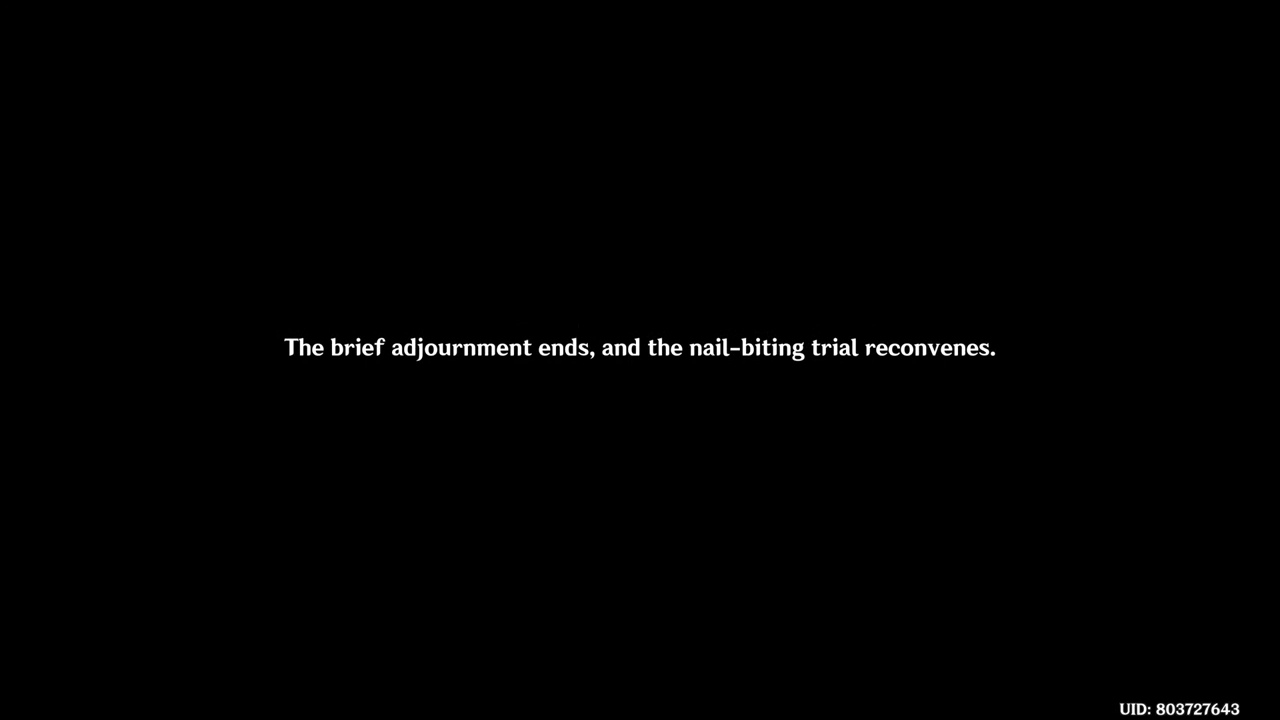 The brief adjournment ends, and the nail-biting trial reconvenes.
UID: 803727643